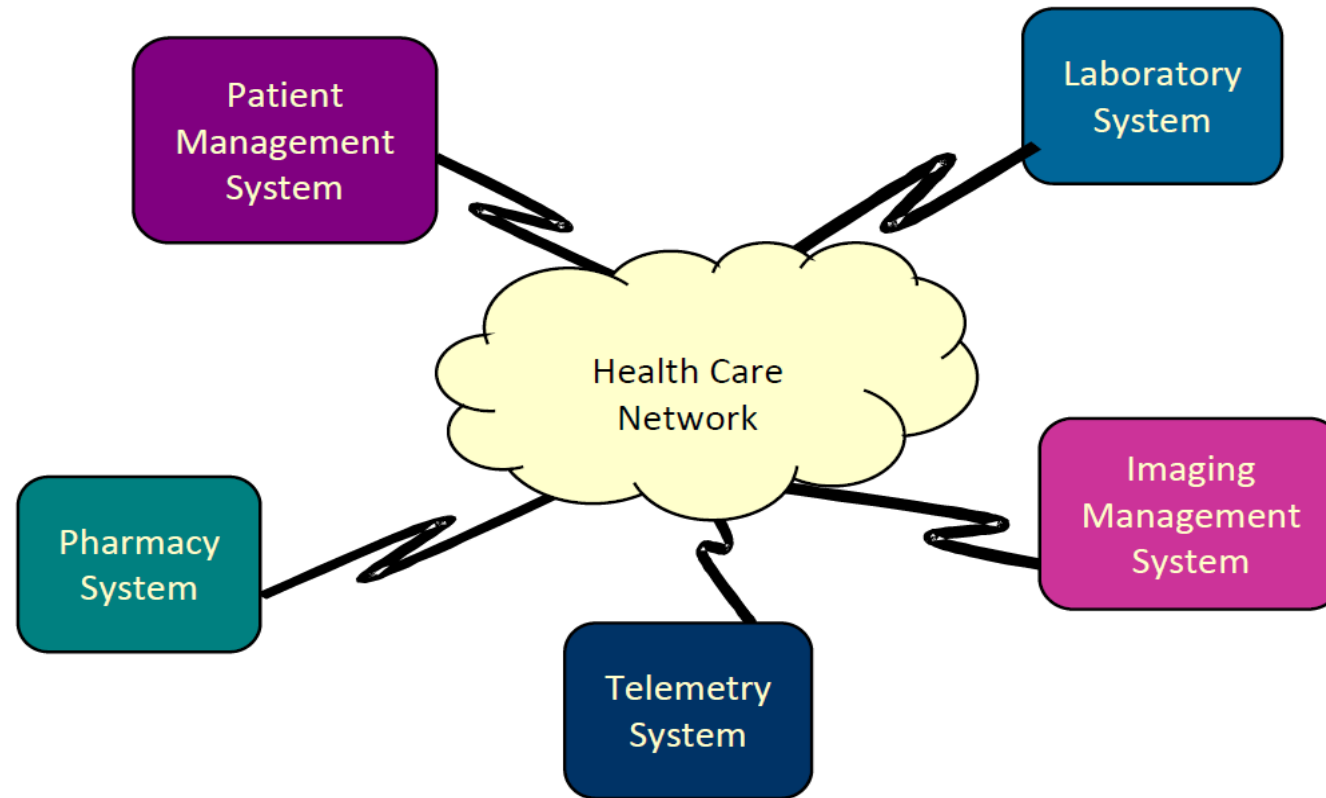 Patient
Management
System
Laboratory
System
Health Care
Network
Imaging
Management
System
Pharmacy
System
Telemetry
System